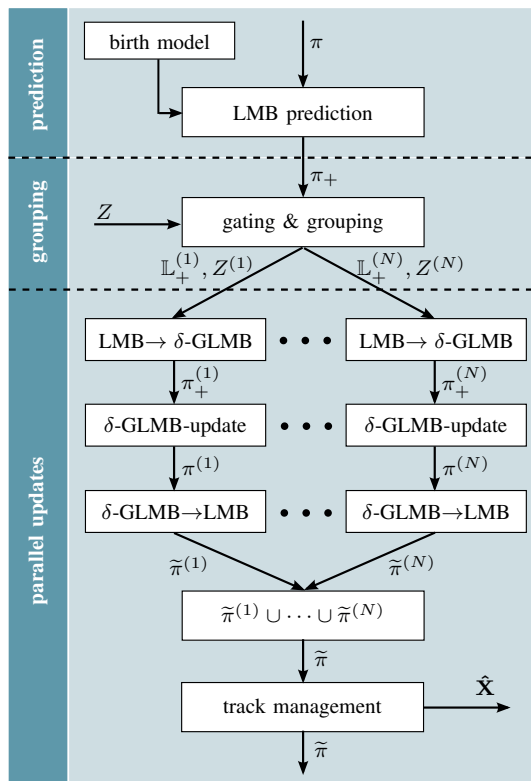 prediction
birth model
π
LMB prediction
π₊
grouping
Z
gating & grouping
𝕃₊⁽¹⁾, Z⁽¹⁾ 𝕃₊⁽ᴺ⁾, Z⁽ᴺ⁾
parallel updates
LMB→ δ-GLMB • • • LMB→ δ-GLMB
π₊⁽¹⁾ π₊⁽ᴺ⁾
δ-GLMB-update • • • δ-GLMB-update
π⁽¹⁾ π⁽ᴺ⁾
δ-GLMB→LMB • • • δ-GLMB→LMB
π̃⁽¹⁾ π̃⁽ᴺ⁾
π̃⁽¹⁾ ∪ ⋯ ∪ π̃⁽ᴺ⁾
π̃
track management
X̂
π̃